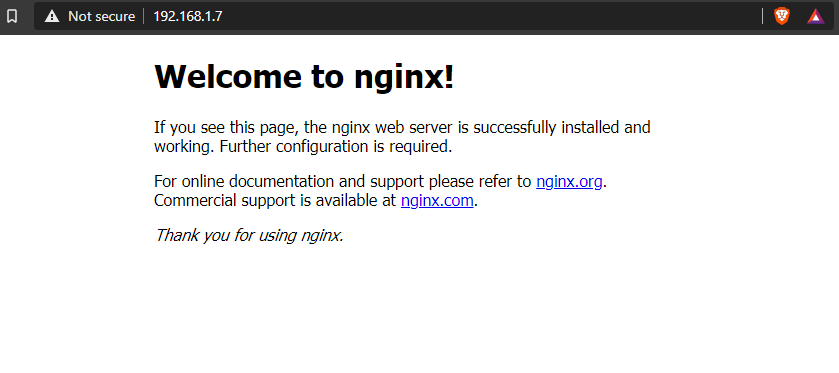 Not secure 192.168.1.7
Welcome to nginx!
If you see this page, the nginx web server is successfully installed and
working. Further configuration is required.
For online documentation and support please refer to nginx.org.
Commercial support is available at nginx.com.
Thank you for using nginx.